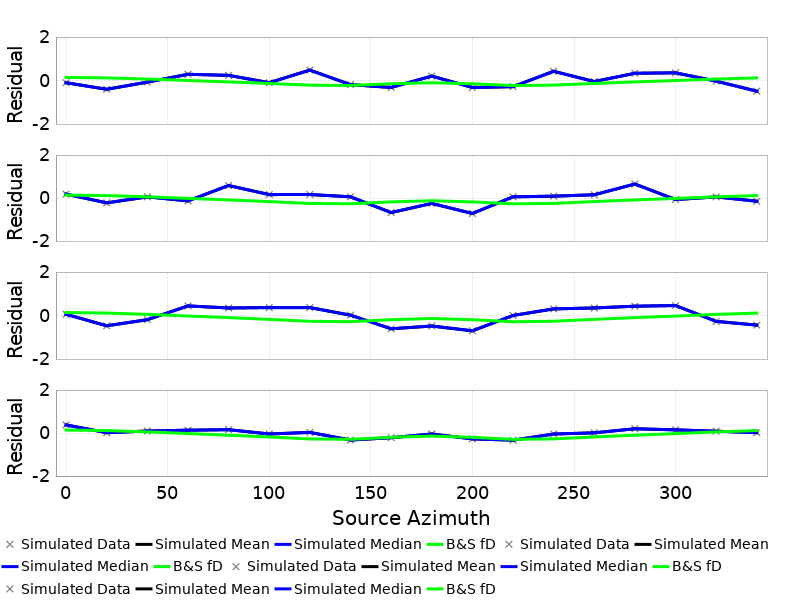 2
0
-2
Residual
2
0
-2
Residual
2
0
-2
Residual
2
0
-2
Residual
0 50 100 150 200 250 300
Source Azimuth
× Simulated Data Simulated Mean Simulated Median B&S fD × Simulated Data Simulated Mean
Simulated Median B&S fD × Simulated Data Simulated Mean Simulated Median B&S fD
× Simulated Data Simulated Mean Simulated Median B&S fD